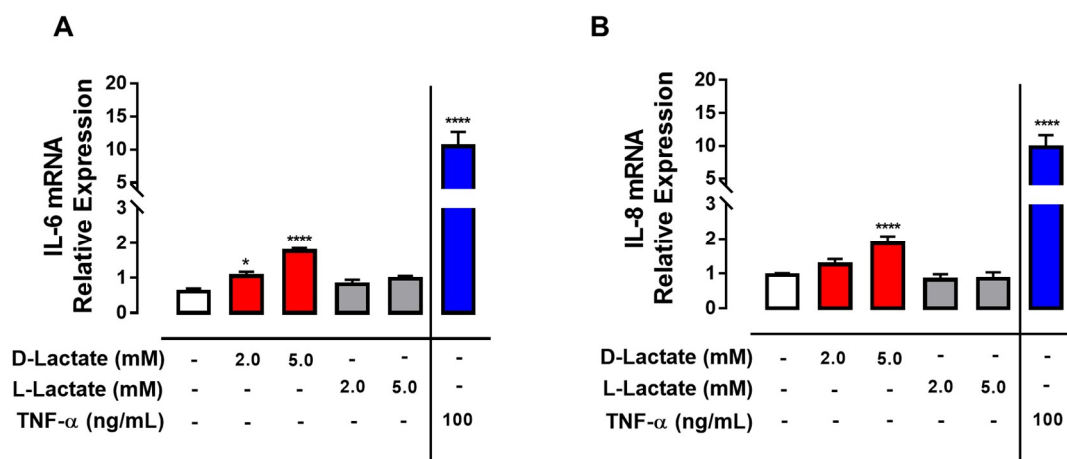 A
IL-6 mRNA
Relative Expression
20
15
10
5
3
2
1
0
*
****
****
D-Lactate (mM) - 2.0 5.0 - - -
L-Lactate (mM) - - - 2.0 5.0 -
TNF-α (ng/mL) - - - - - 100
B
IL-8 mRNA
Relative Expression
20
15
10
5
3
2
1
0
****
****
D-Lactate (mM) - 2.0 5.0 - - -
L-Lactate (mM) - - - 2.0 5.0 -
TNF-α (ng/mL) - - - - - 100